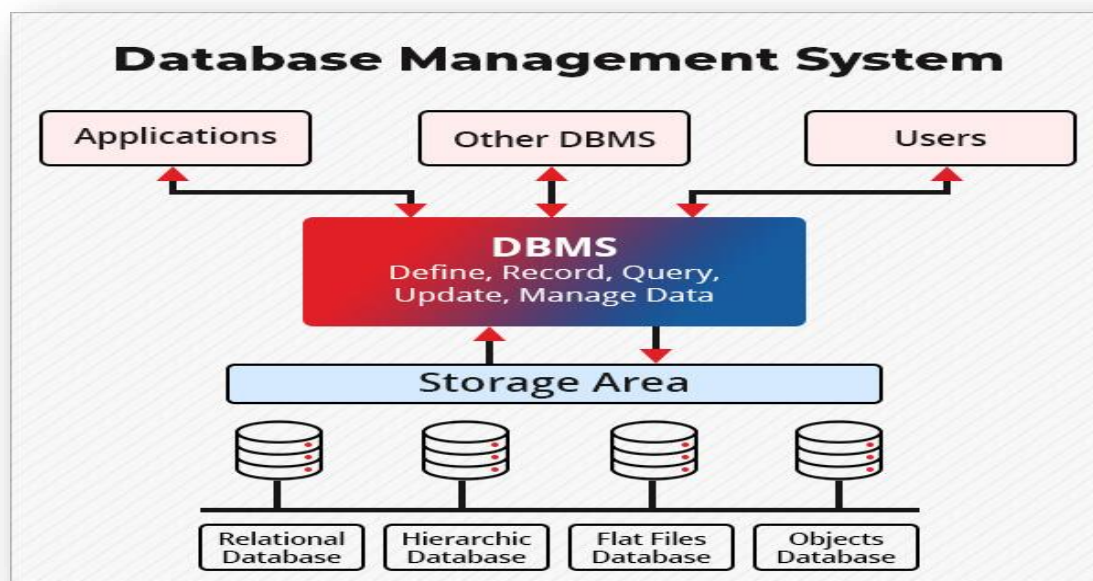 Database Management System
Applications
Other DBMS
Users
DBMS
Define, Record, Query,
Update, Manage Data
Storage Area
Relational
Database
Hierarchic
Database
Flat Files
Database
Objects
Database